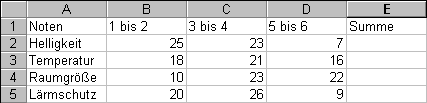 A B C D E
1 Noten 1 bis 2 3 bis 4 5 bis 6 Summe
2 Helligkeit 25 23 7
3 Temperatur 18 21 16
4 Raumgröße 10 23 22
5 Lärmschutz 20 26 9